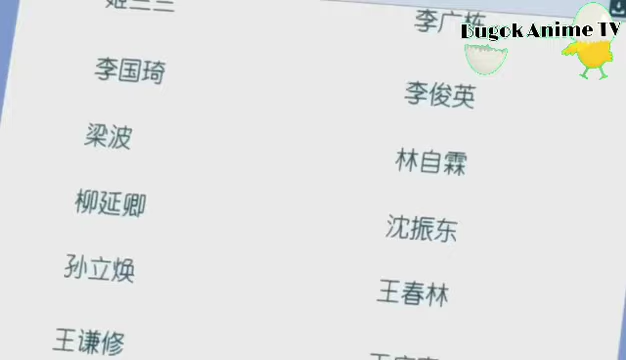 Bugok Anime TV
李广栋
李国琦
李俊英
梁波
林自霖
柳延卿
沈振东
孙立焕
王春林
王谦修